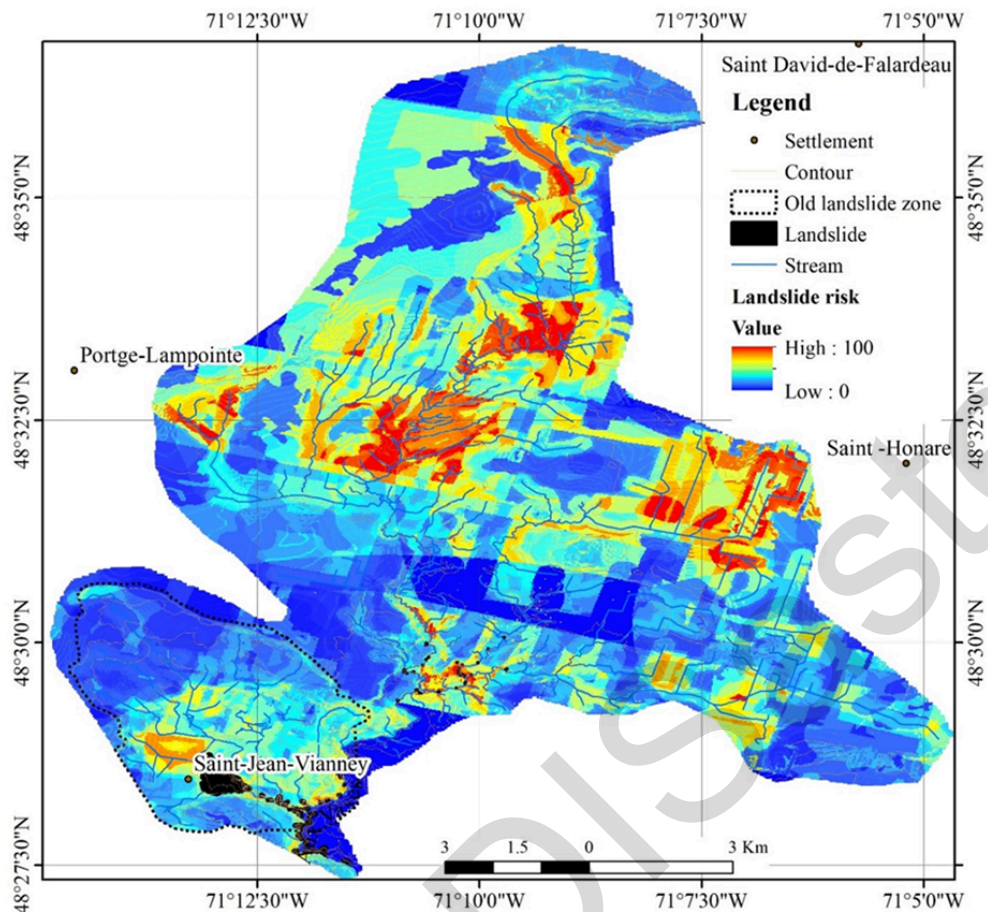 71°12'30"W 71°10'0"W 71°7'30"W 71°5'0"W
Saint David-de-Falardeau
Legend
Settlement
Contour
Old landslide zone
Landslide
Stream
Landslide risk
Value
High : 100
Low : 0
48°35'0"N 48°35'0"N
Portge-Lampointe
48°32'30"N 48°32'30"N
Saint -Honare
48°30'0"N 48°30'0"N
Saint-Jean-Vianney
3 1.5 0 3 Km
48°27'30"N 48°27'30"N
71°12'30"W 71°10'0"W 71°7'30"W 71°5'0"W